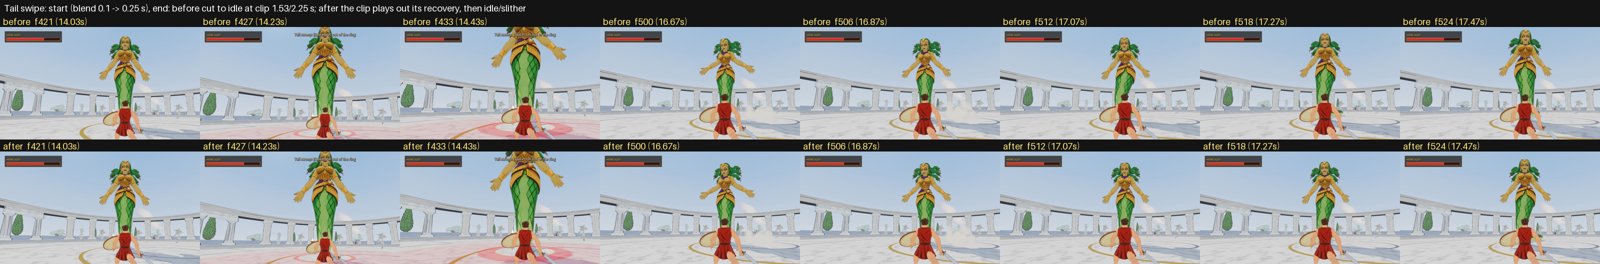 Tail swipe: start (blend 0.1 -> 0.25 s), end: before cut to idle at clip 1.53/2.25 s; after the clip plays out its recovery, then idle/slither
before f421 (14.03s)
before f427 (14.23s)
before f433 (14.43s)
before f500 (16.67s)
before f506 (16.87s)
before f512 (17.07s)
before f518 (17.27s)
before f524 (17.47s)
after f421 (14.03s)
after f427 (14.23s)
after f433 (14.43s)
after f500 (16.67s)
after f506 (16.87s)
after f512 (17.07s)
after f518 (17.27s)
after f524 (17.47s)